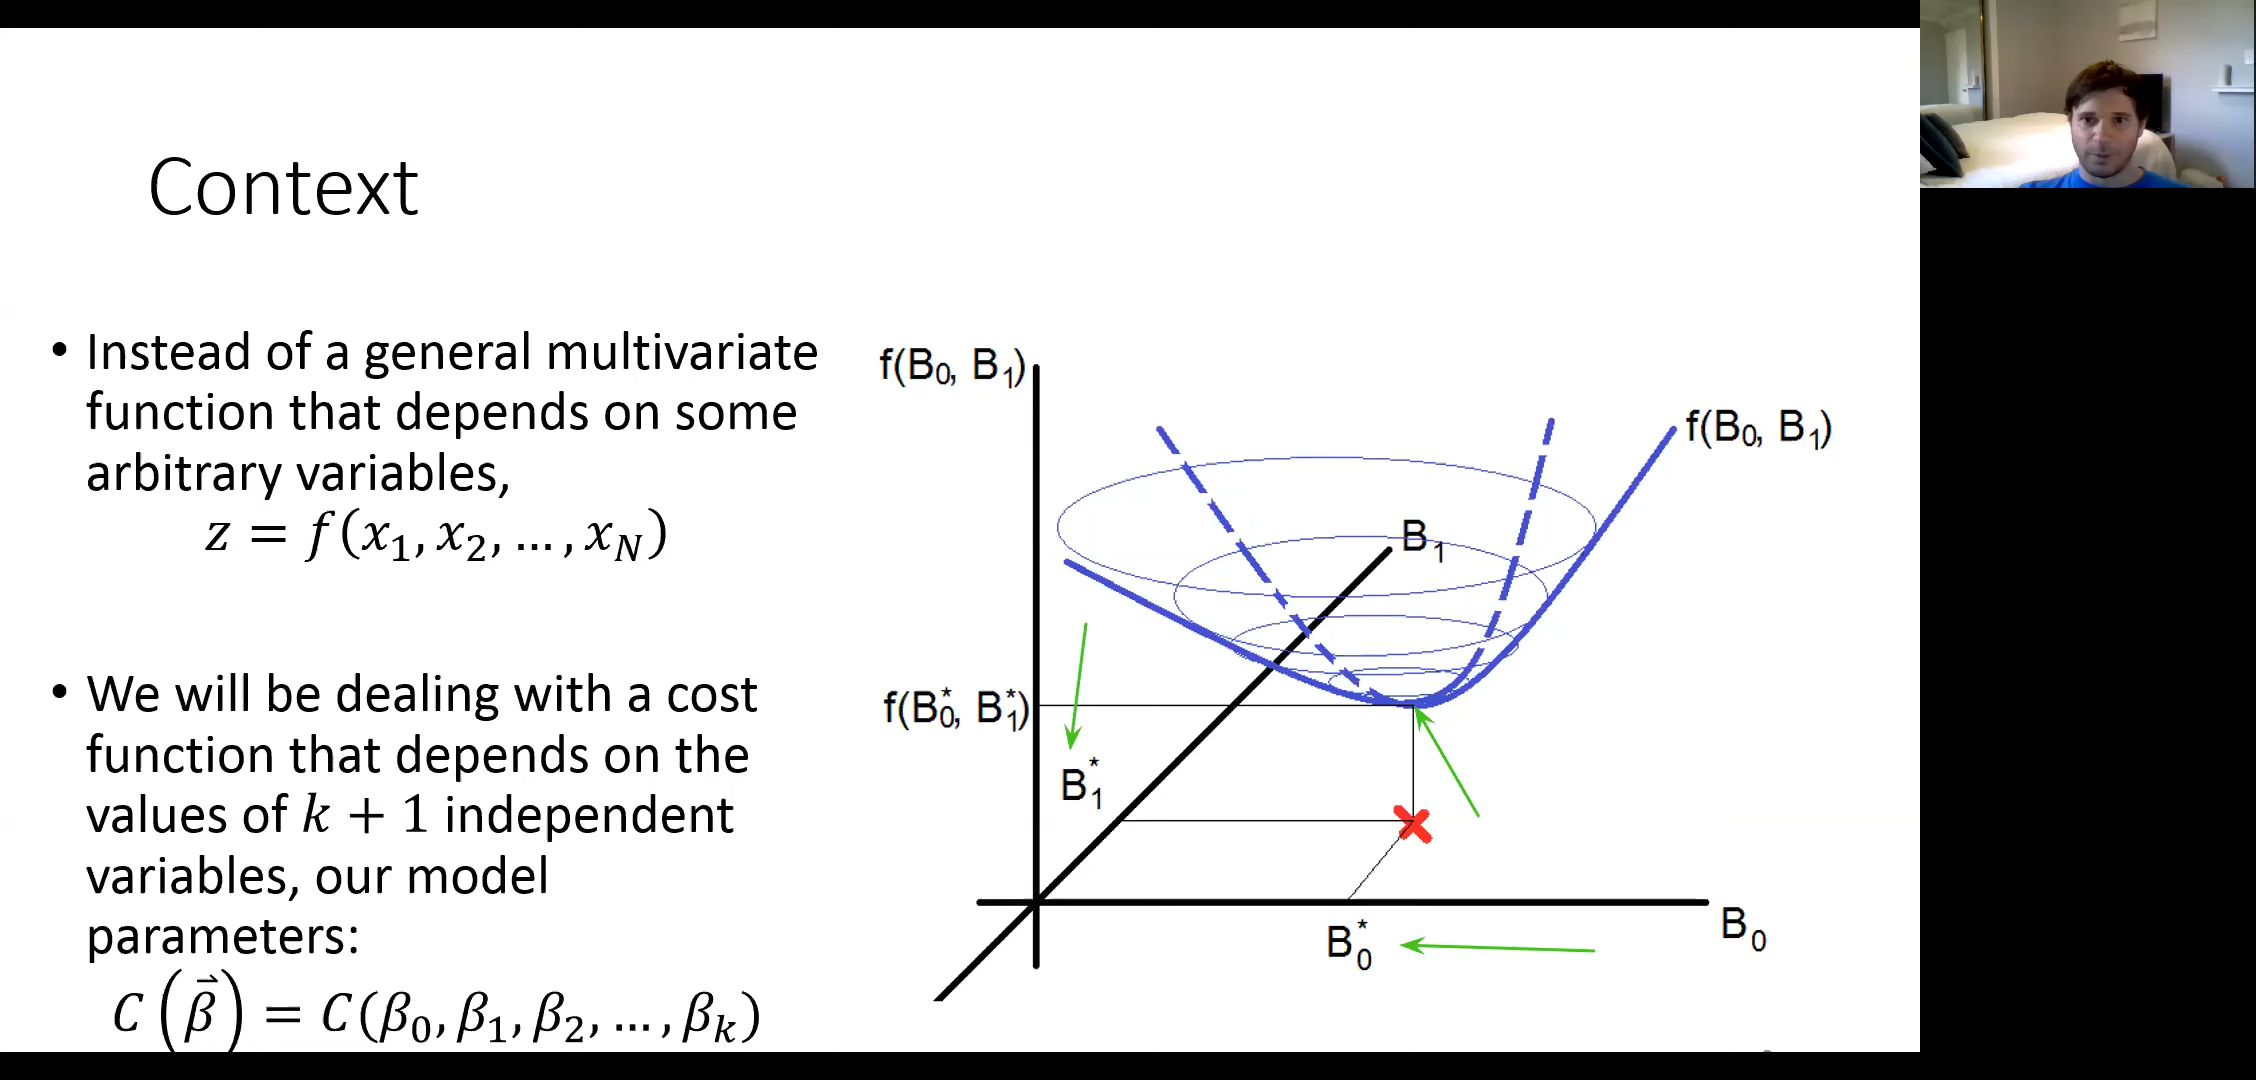 Context
• Instead of a general multivariate
function that depends on some
arbitrary variables,
z = f(x₁, x₂, … , x_N)
• We will be dealing with a cost
function that depends on the
values of k + 1 independent
variables, our model
parameters:
C(β⃗) = C(β₀, β₁, β₂, … , β_k)
f(B₀, B₁)
f(B₀, B₁)
B₁
f(B₀*, B₁*)
B₁*
B₀*
B₀